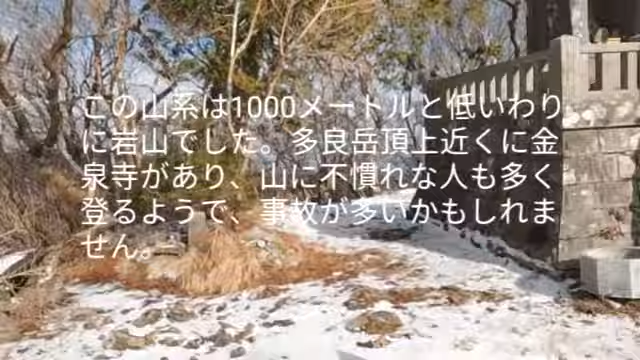 この山系は1000メートルと低いわり
に岩山でした。多良岳頂上近くに金
泉寺があり、山に不慣れな人も多く
登るようで、事故が多いかもしれま
せん。